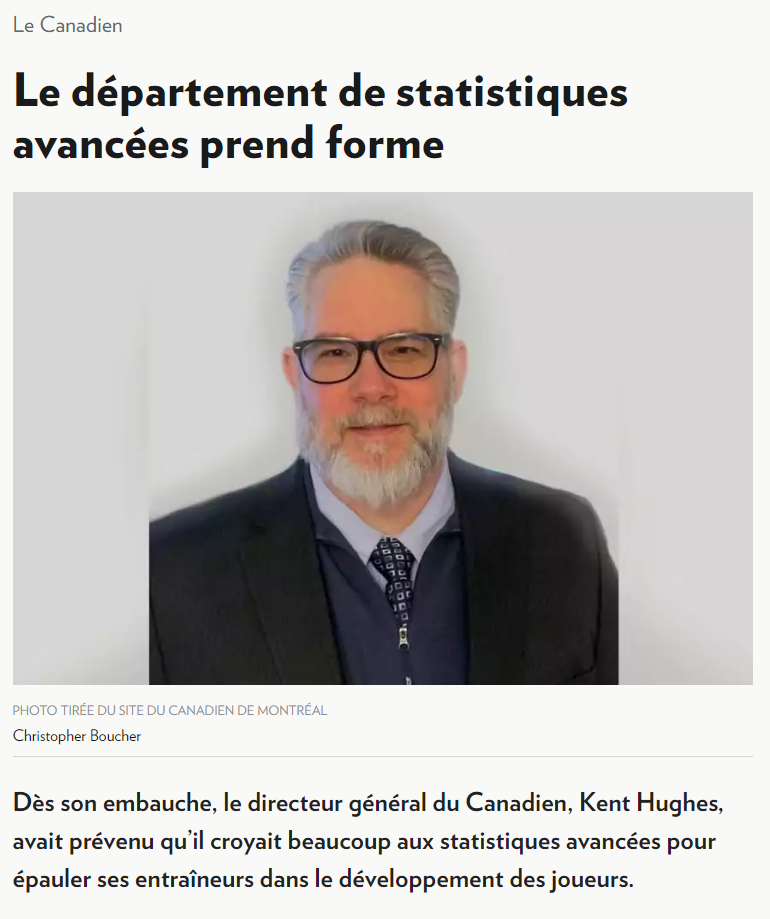 Le Canadien
Le département de statistiques
avancées prend forme
PHOTO TIRÉE DU SITE DU CANADIEN DE MONTRÉAL
Christopher Boucher
Dès son embauche, le directeur général du Canadien, Kent Hughes,
avait prévenu qu’il croyait beaucoup aux statistiques avancées pour
épauler ses entraîneurs dans le développement des joueurs.